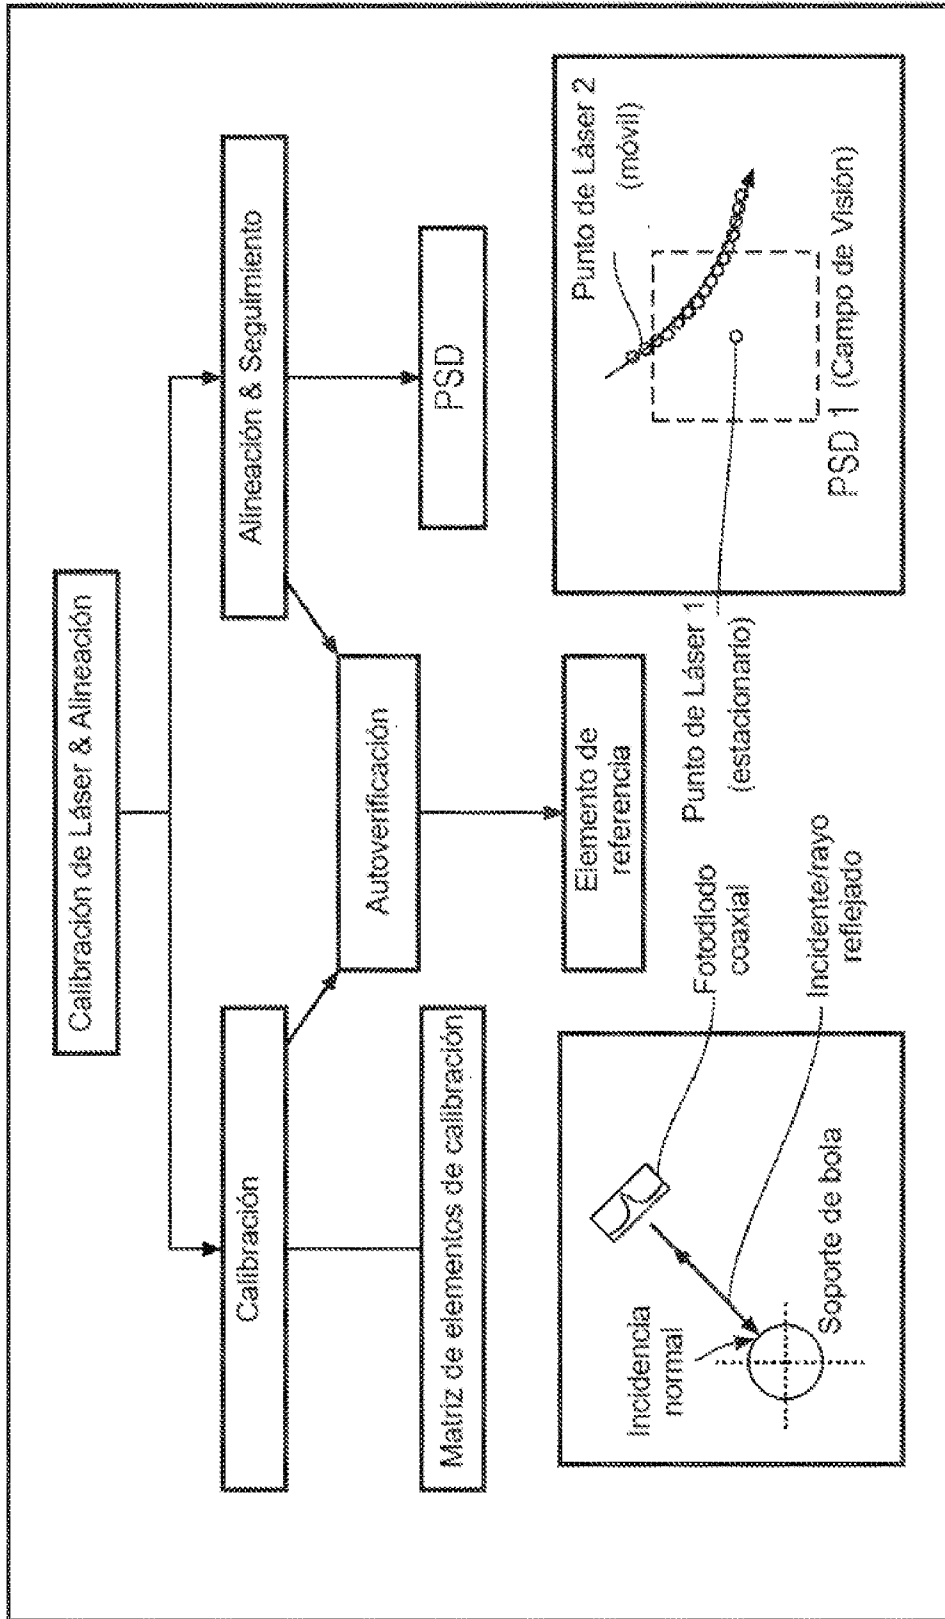 Calibración de Láser & Alineación
Calibración
Alineación & Seguimiento
Autoverificación
Matriz de elementos de calibración
PSD
Elemento de
referencia
Incidencia
normal
Soporte de bola
Fotodiodo
coaxial
Incidente/rayo
reflejado
Punto de Láser 1
(estacionario)
Punto de Láser 2
(móvil)
PSD 1 (Campo de Visión)